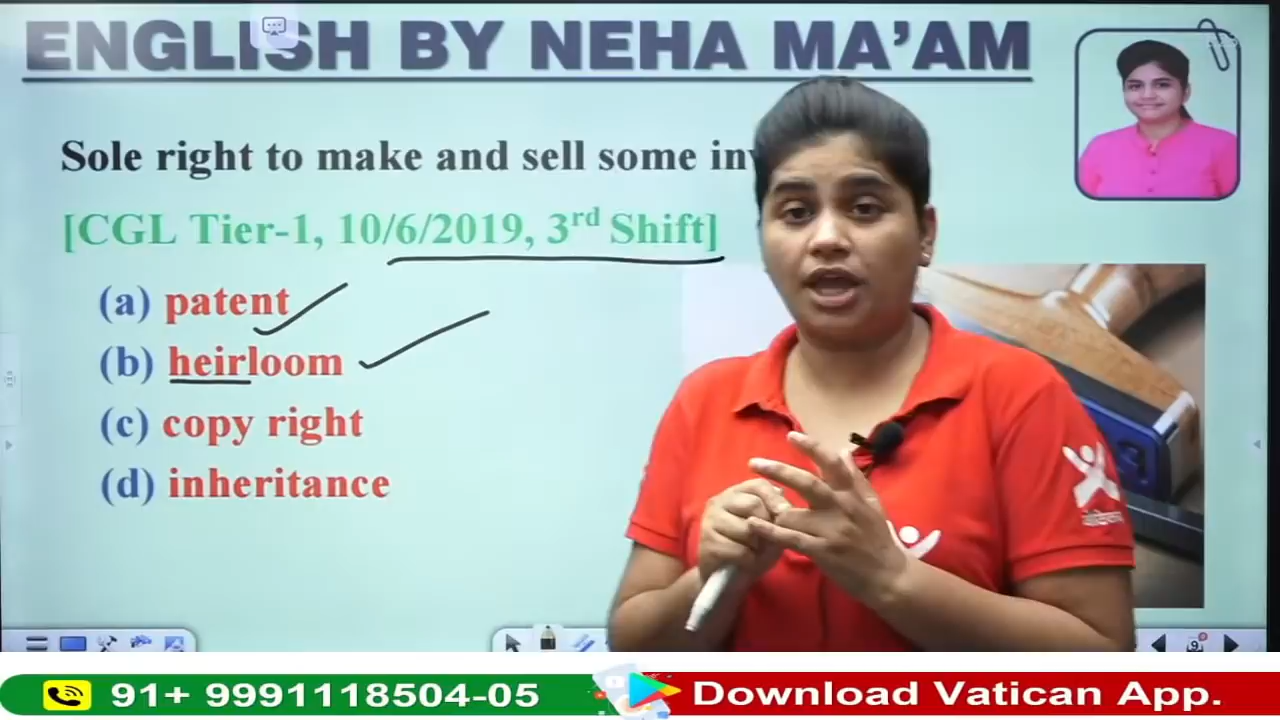 ENGLISH BY NEHA MA’AM
Sole right to make and sell some
[CGL Tier-1, 10/6/2019, 3rd Shift]
(a) patent
(b) heirloom
(c) copy right
(d) inheritance
91+ 9991118504-05
Download Vatican App.